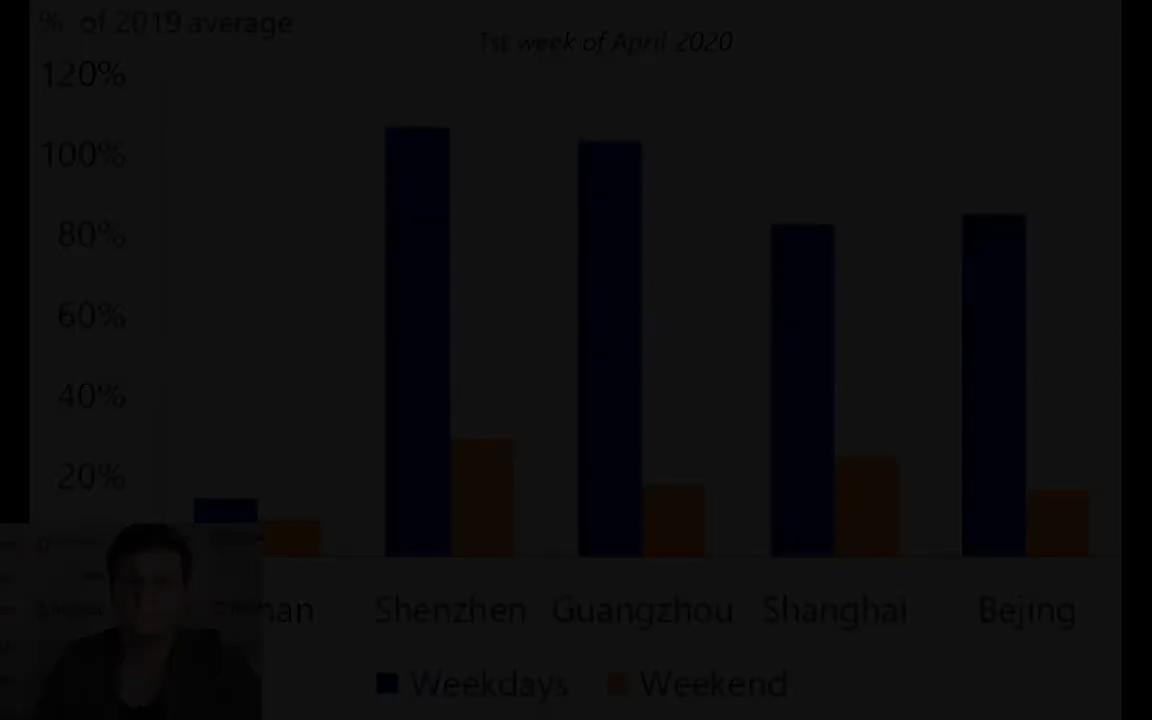 % of 2019 average
1st week of April 2020
120%
100%
80%
60%
40%
20%
Shenzhen
Guangzhou
Shanghai
Bejing
Weekdays
Weekend